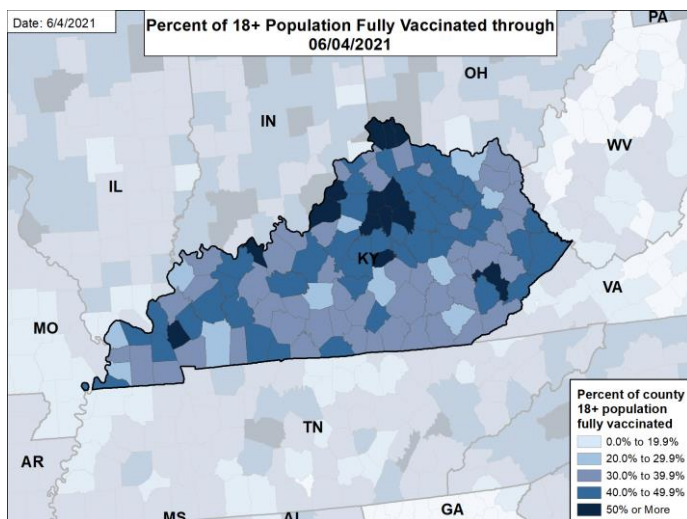 Date: 6/4/2021
Percent of 18+ Population Fully Vaccinated through
06/04/2021
PA
OH
IN
WV
IL
KY
VA
MO
TN
AR
MS
AL
GA
Percent of county
18+ population
fully vaccinated
0.0% to 19.9%
20.0% to 29.9%
30.0% to 39.9%
40.0% to 49.9%
50% or More